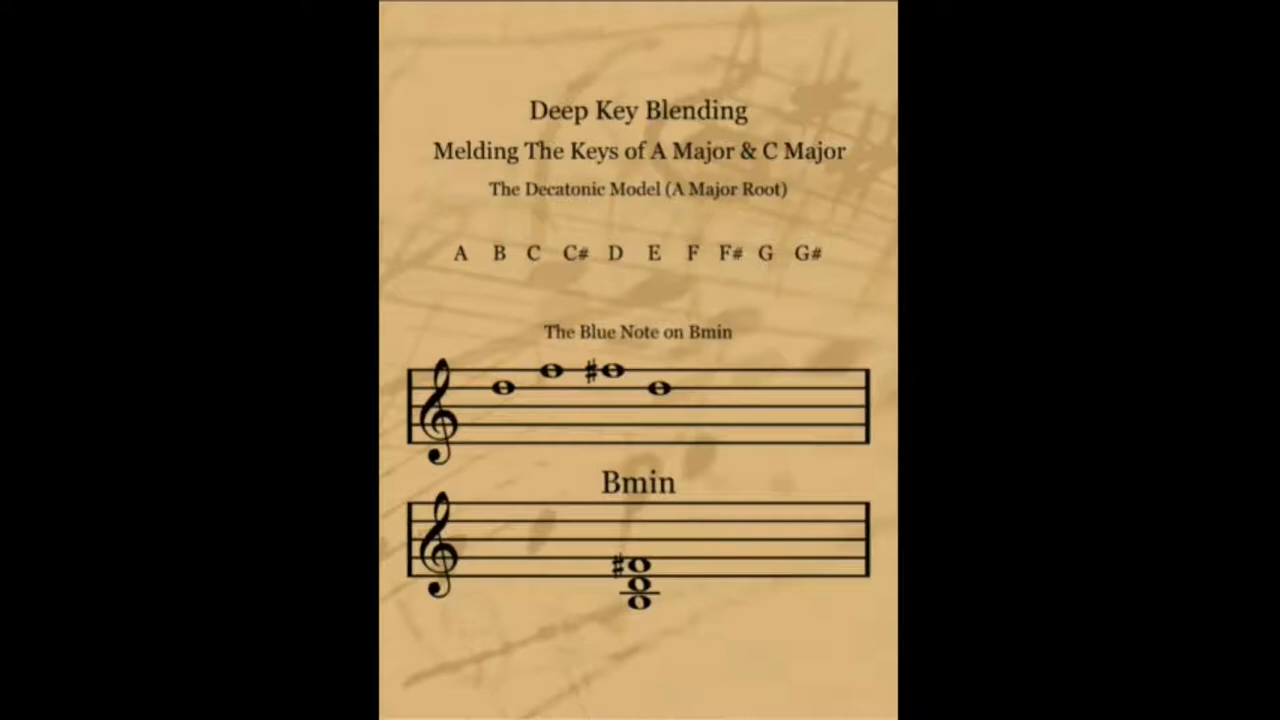 Deep Key Blending
Melding The Keys of A Major & C Major
The Decatonic Model (A Major Root)
A B C C# D E F F# G G#
The Blue Note on Bmin
Bmin